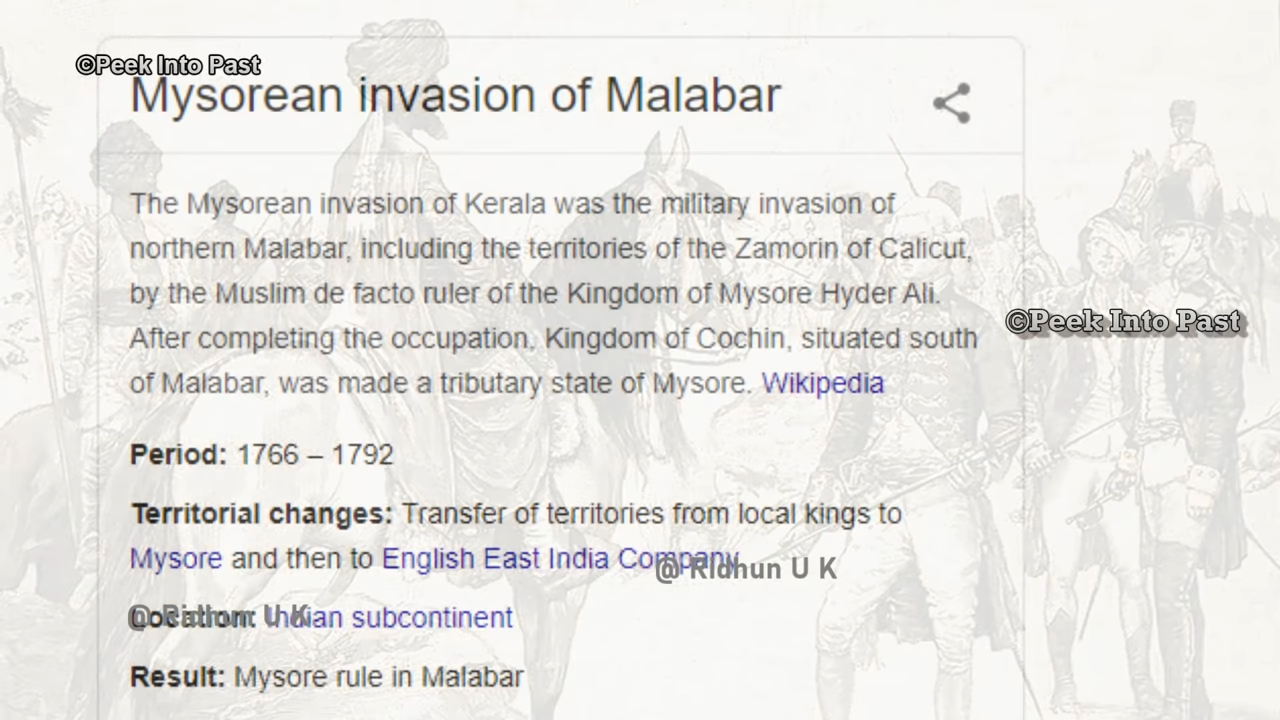 ©Peek Into Past
Mysorean invasion of Malabar
The Mysorean invasion of Kerala was the military invasion of
northern Malabar, including the territories of the Zamorin of Calicut,
by the Muslim de facto ruler of the Kingdom of Mysore Hyder Ali.
©Peek Into Past
After completing the occupation, Kingdom of Cochin, situated south
of Malabar, was made a tributary state of Mysore. Wikipedia
Period: 1766 – 1792
Territorial changes: Transfer of territories from local kings to
Mysore and then to English East India Company
@ Ridhun U K
@ Ridhun U K
Location: Indian subcontinent
Result: Mysore rule in Malabar